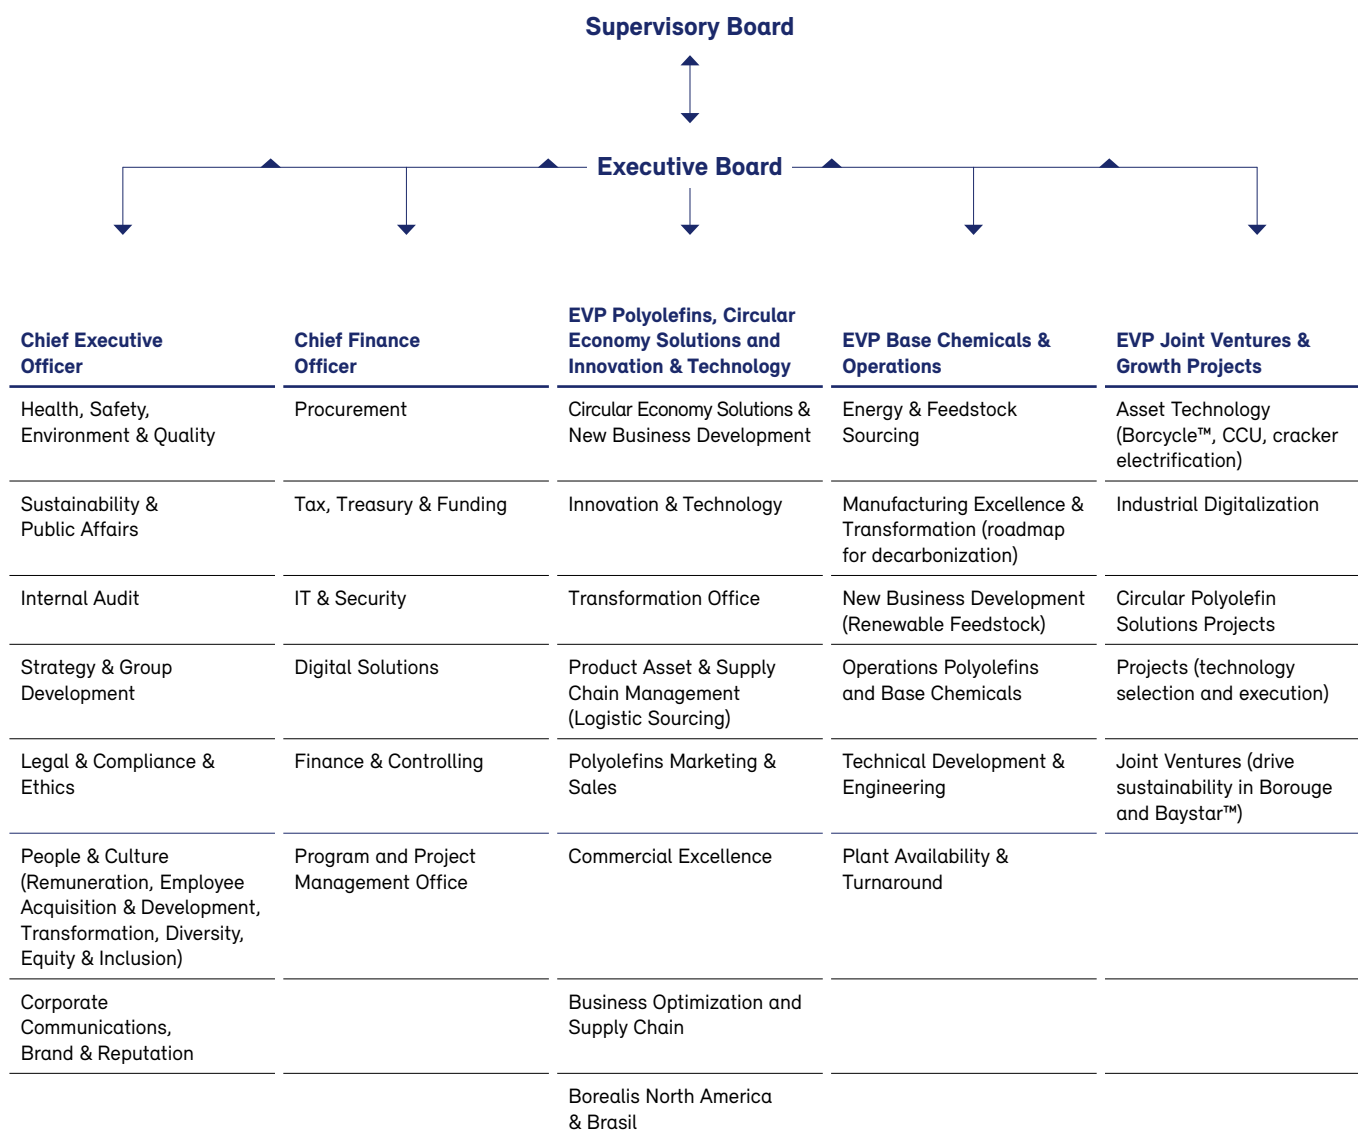 Supervisory Board
Executive Board
Chief Executive
Officer
Chief Finance
Officer
EVP Polyolefins, Circular
Economy Solutions and
Innovation & Technology
EVP Base Chemicals &
Operations
EVP Joint Ventures &
Growth Projects
Health, Safety,
Environment & Quality
Procurement
Circular Economy Solutions &
New Business Development
Energy & Feedstock
Sourcing
Asset Technology
(Borcycle™, CCU, cracker
electrification)
Sustainability &
Public Affairs
Tax, Treasury & Funding
Innovation & Technology
Manufacturing Excellence &
Transformation (roadmap
for decarbonization)
Industrial Digitalization
Internal Audit
IT & Security
Transformation Office
New Business Development
(Renewable Feedstock)
Circular Polyolefin
Solutions Projects
Strategy & Group
Development
Digital Solutions
Product Asset & Supply
Chain Management
(Logistic Sourcing)
Operations Polyolefins
and Base Chemicals
Projects (technology
selection and execution)
Legal & Compliance &
Ethics
Finance & Controlling
Polyolefins Marketing &
Sales
Technical Development &
Engineering
Joint Ventures (drive
sustainability in Borouge
and Baystar™)
People & Culture
(Remuneration, Employee
Acquisition & Development,
Transformation, Diversity,
Equity & Inclusion)
Program and Project
Management Office
Commercial Excellence
Plant Availability &
Turnaround
Corporate
Communications,
Brand & Reputation
Business Optimization and
Supply Chain
Borealis North America
& Brasil